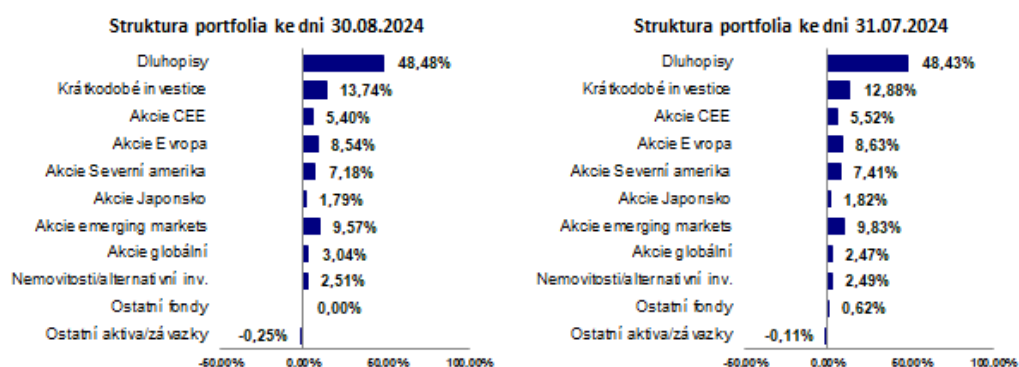 Struktura portfolia ke dni 30.08.2024
Dluhopisy 48,48%
Krátkodobé investice 13,74%
Akcie CEE 5,40%
Akcie Evropa 8,54%
Akcie Severní amerika 7,18%
Akcie Japonsko 1,79%
Akcie emerging markets 9,57%
Akcie globální 3,04%
Nemovitosti/alternativní inv. 2,51%
Ostatní fondy 0,00%
Ostatní aktiva/závazky -0,25%
-50.00% 0.00% 50.00% 100.00%
Struktura portfolia ke dni 31.07.2024
Dluhopisy 48,43%
Krátkodobé investice 12,88%
Akcie CEE 5,52%
Akcie Evropa 8,63%
Akcie Severní amerika 7,41%
Akcie Japonsko 1,82%
Akcie emerging markets 9,83%
Akcie globální 2,47%
Nemovitosti/alternativní inv. 2,49%
Ostatní fondy 0,62%
Ostatní aktiva/závazky -0,11%
-50.00% 0.00% 50.00% 100.00%